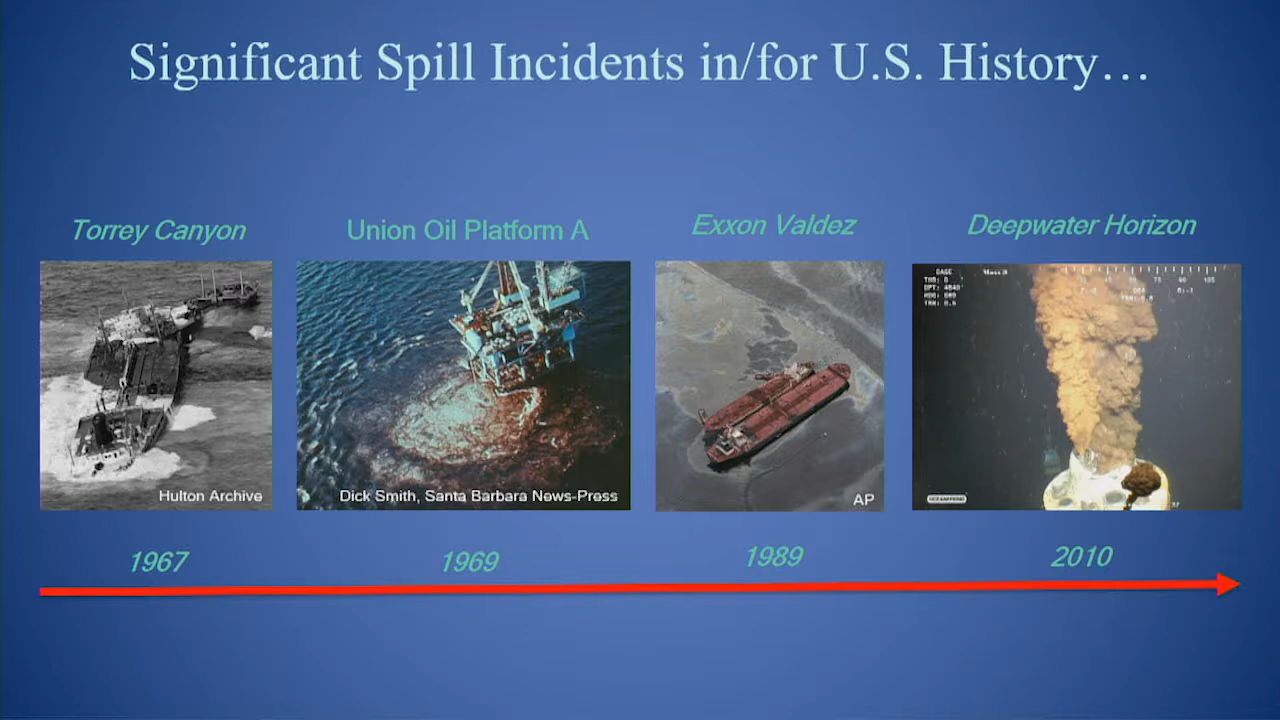 Significant Spill Incidents in/for U.S. History…
Torrey Canyon
Union Oil Platform A
Exxon Valdez
Deepwater Horizon
Hulton Archive
Dick Smith, Santa Barbara News-Press
AP
OCEANEERING
1967
1969
1989
2010